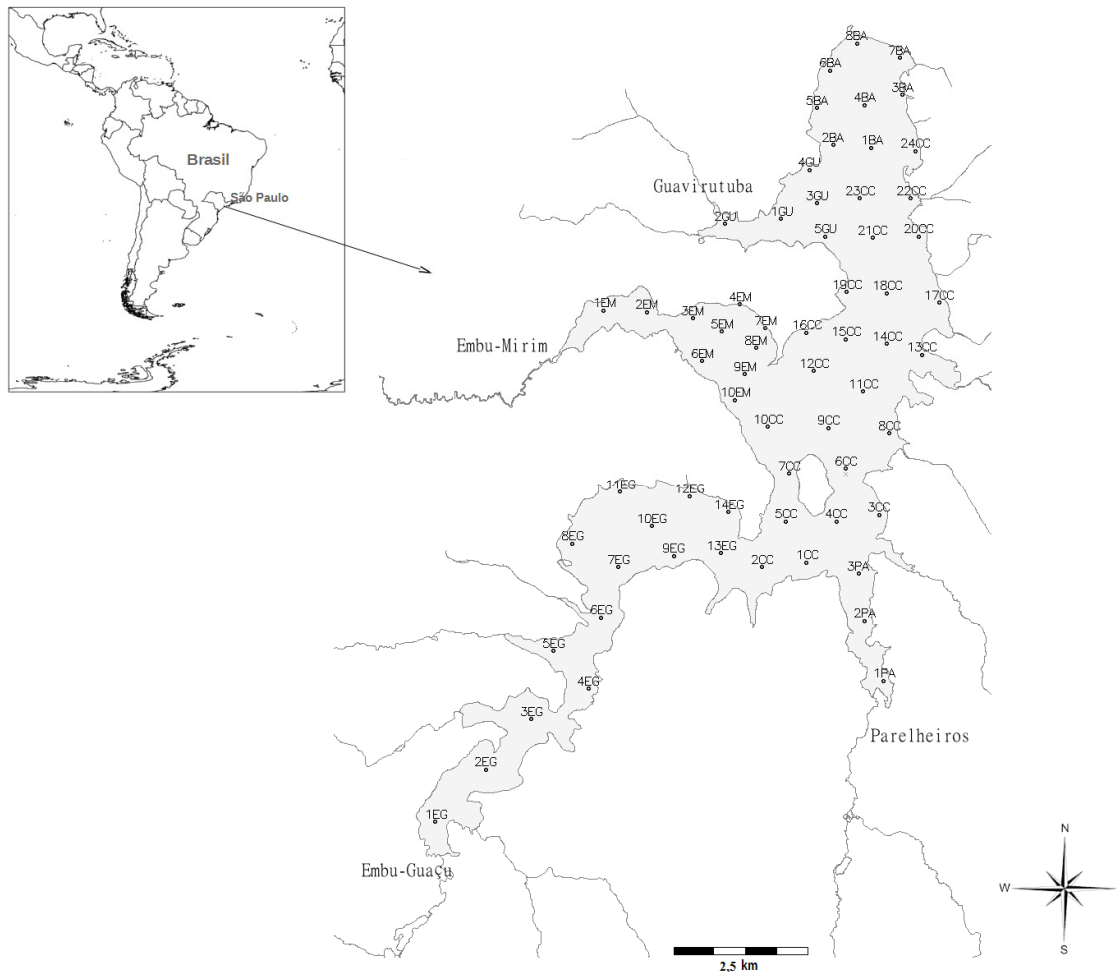 Brasil
São Paulo
8BA
7BA
6BA
3BA
4BA
5BA
2BA
1BA
24CC
4GU
Guavirutuba
23CC
22CC
3GU
2GU
1GU
5GU
21CC
20CC
19CC
18CC
17CC
4EM
1EM
2EM
3EM
7EM
5EM
16CC
15CC
14CC
Embu-Mirim
8EM
13CC
6EM
12CC
9EM
11CC
10EM
10CC
9CC
8CC
6CC
7CC
11EG
12EG
14EG
5CC
4CC
3CC
10EG
8EG
9EG
13EG
7EG
2CC
1CC
3PA
6EG
2PA
5EG
4EG
1PA
3EG
Parelheiros
2EG
1EG
Embu-Guaçu
N
W
S
2,5 km